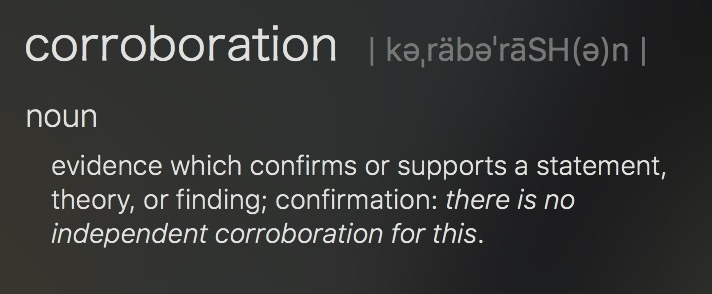 corroboration | kəˌräbəˈrāSH(ə)n |
noun
evidence which confirms or supports a statement,
theory, or finding; confirmation: there is no
independent corroboration for this.